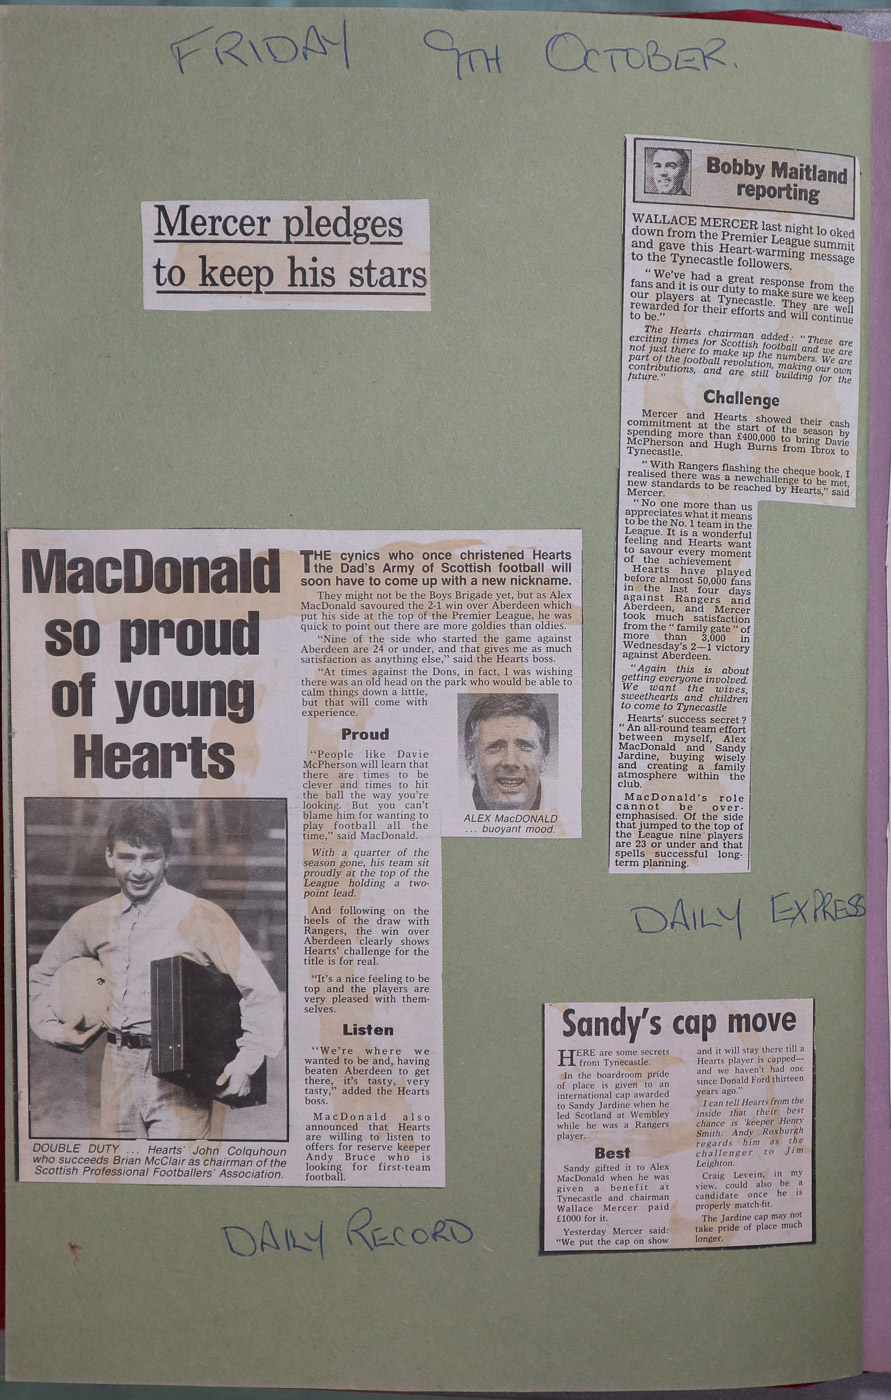 FRIDAY 9TH OCTOBER.
Mercer pledges
to keep his stars
Bobby Maitland
reporting
WALLACE MERCER last night lo oked
down from the Premier League summit
and gave this Heart-warming message
to the Tynecastle followers.
"We've had a great response from the
fans and it is our duty to make sure we keep
our players at Tynecastle. They are well
rewarded for their efforts and will continue
to be."
The Hearts chairman added: "These are
exciting times for Scottish football and we are
not just there to make up the numbers. We are
part of the football revolution, making our own
contributions, and are still building for the
future."
Challenge
Mercer and Hearts showed their cash
commitment at the start of the season by
spending more than £400,000 to bring Davie
McPherson and Hugh Burns from Ibrox to
Tynecastle.
"With Rangers flashing the cheque book, I
realised there was a newchallenge to be met,
new standards to be reached by Hearts," said
Mercer.
"No one more than us
appreciates what it means
to be the No. 1 team in the
League. It is a wonderful
feeling and Hearts want
to savour every moment
of the achievement
Hearts have played
before almost 50,000 fans
in the last four days
against Rangers and
Aberdeen, and Mercer
took much satisfaction
from the "family gate" of
more than 3,000 in
Wednesday's 2—1 victory
against Aberdeen.
"Again this is about
getting everyone involved.
We want the wives,
sweethearts and children
to come to Tynecastle
Hearts' success secret?
"An all-round team effort
between myself, Alex
MacDonald and Sandy
Jardine, buying wisely
and creating a family
atmosphere within the
club.
MacDonald's role
cannot be over-
emphasised. Of the side
that jumped to the top of
the League nine players
are 23 or under and that
spells successful long-
term planning.
DAILY EXPRESS
MacDonald
so proud
of young
Hearts
THE cynics who once christened Hearts
the Dad's Army of Scottish football will
soon have to come up with a new nickname.
They might not be the Boys Brigade yet, but as Alex
MacDonald savoured the 2-1 win over Aberdeen which
put his side at the top of the Premier League, he was
quick to point out there are more goldies than oldies.
"Nine of the side who started the game against
Aberdeen are 24 or under, and that gives me as much
satisfaction as anything else," said the Hearts boss.
"At times against the Dons, in fact, I was wishing
there was an old head on the park who would be able to
calm things down a little,
but that will come with
experience.
Proud
"People like Davie
McPherson will learn that
there are times to be
clever and times to hit
the ball the way you're
looking. But you can't
blame him for wanting to
play football all the
time," said MacDonald.
With a quarter of the
season gone, his team sit
proudly at the top of the
League holding a two-
point lead.
And following on the
heels of the draw with
Rangers, the win over
Aberdeen clearly shows
Hearts' challenge for the
title is for real.
"It's a nice feeling to be
top and the players are
very pleased with them-
selves.
Listen
"We're where we
wanted to be and, having
beaten Aberdeen to get
there, it's tasty, very
tasty," added the Hearts
boss.
MacDonald also
announced that Hearts
are willing to listen to
offers for reserve keeper
Andy Bruce who is
looking for first-team
football.
ALEX MacDONALD
... buoyant mood.
DOUBLE DUTY ... Hearts' John Colquhoun
who succeeds Brian McClair as chairman of the
Scottish Professional Footballers' Association.
DAILY RECORD
Sandy's cap move
HERE are some secrets
from Tynecastle.
In the boardroom pride
of place is given to an
international cap awarded
to Sandy Jardine when he
led Scotland at Wembley
while he was a Rangers
player.
Best
Sandy gifted it to Alex
MacDonald when he was
given a benefit at
Tynecastle and chairman
Wallace Mercer paid
£1000 for it.
Yesterday Mercer said:
"We put the cap on show
and it will stay there till a
Hearts player is capped—
and we haven't had one
since Donald Ford thirteen
years ago."
I can tell Hearts from the
inside that their best
chance is 'keeper Henry
Smith. Andy Roxburgh
regards him as the
challenger to Jim
Leighton.
Craig Levein, in my
view, could also be a
candidate once he is
properly match-fit.
The Jardine cap may not
take pride of place much
longer.